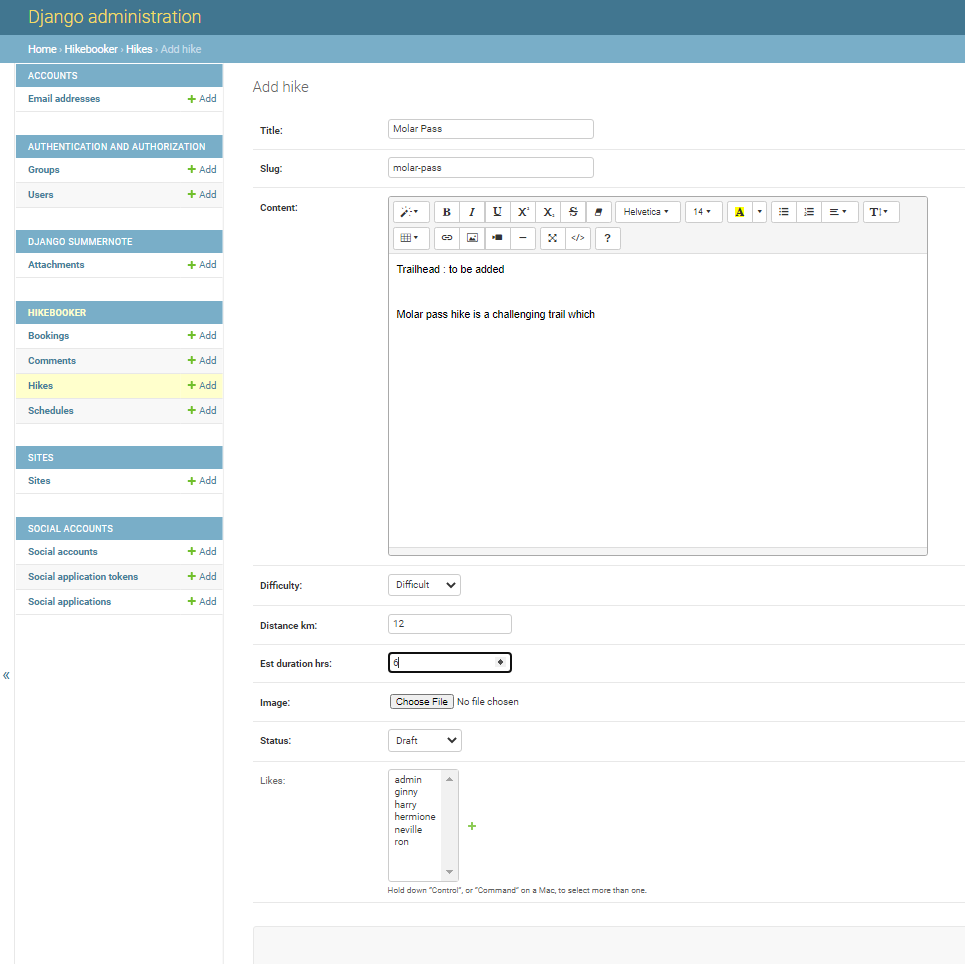 Django administration
Home › Hikebooker › Hikes › Add hike
ACCOUNTS
Email addresses + Add
AUTHENTICATION AND AUTHORIZATION
Groups + Add
Users + Add
DJANGO SUMMERNOTE
Attachments + Add
HIKEBOOKER
Bookings + Add
Comments + Add
Hikes + Add
Schedules + Add
SITES
Sites + Add
SOCIAL ACCOUNTS
Social accounts + Add
Social application tokens + Add
Social applications + Add
«
Add hike
Title: Molar Pass
Slug: molar-pass
Content:
B I U X² X₂ S Helvetica 14 A T
</> ?
Trailhead : to be added
Molar pass hike is a challenging trail which
Difficulty: Difficult
Distance km: 12
Est duration hrs: 6
Image: Choose File No file chosen
Status: Draft
Likes:
admin
ginny
harry
hermione
neville
ron
+
Hold down “Control”, or “Command” on a Mac, to select more than one.